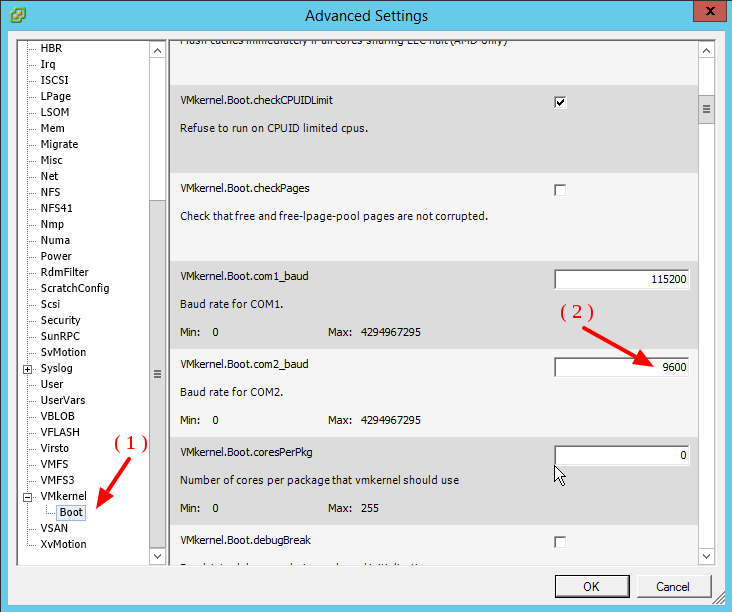 Advanced Settings
HBR
Irq
ISCSI
LPage
LSOM
Mem
Migrate
Misc
Net
NFS
NFS41
Nmp
Numa
Power
RdmFilter
ScratchConfig
Scsi
Security
SunRPC
SvMotion
Syslog
User
UserVars
VBLOB
VFLASH
Virsto
VMFS
VMFS3
VMkernel
Boot
VSAN
XvMotion
( 1 )
VMkernel.Boot.checkCPUIDLimit
Refuse to run on CPUID limited cpus.
VMkernel.Boot.checkPages
Check that free and free-lpage-pool pages are not corrupted.
VMkernel.Boot.com1_baud 115200
Baud rate for COM1.
( 2 )
Min: 0 Max: 4294967295
VMkernel.Boot.com2_baud 9600
Baud rate for COM2.
Min: 0 Max: 4294967295
VMkernel.Boot.coresPerPkg 0
Number of cores per package that vmkernel should use
Min: 0 Max: 255
VMkernel.Boot.debugBreak
OK Cancel